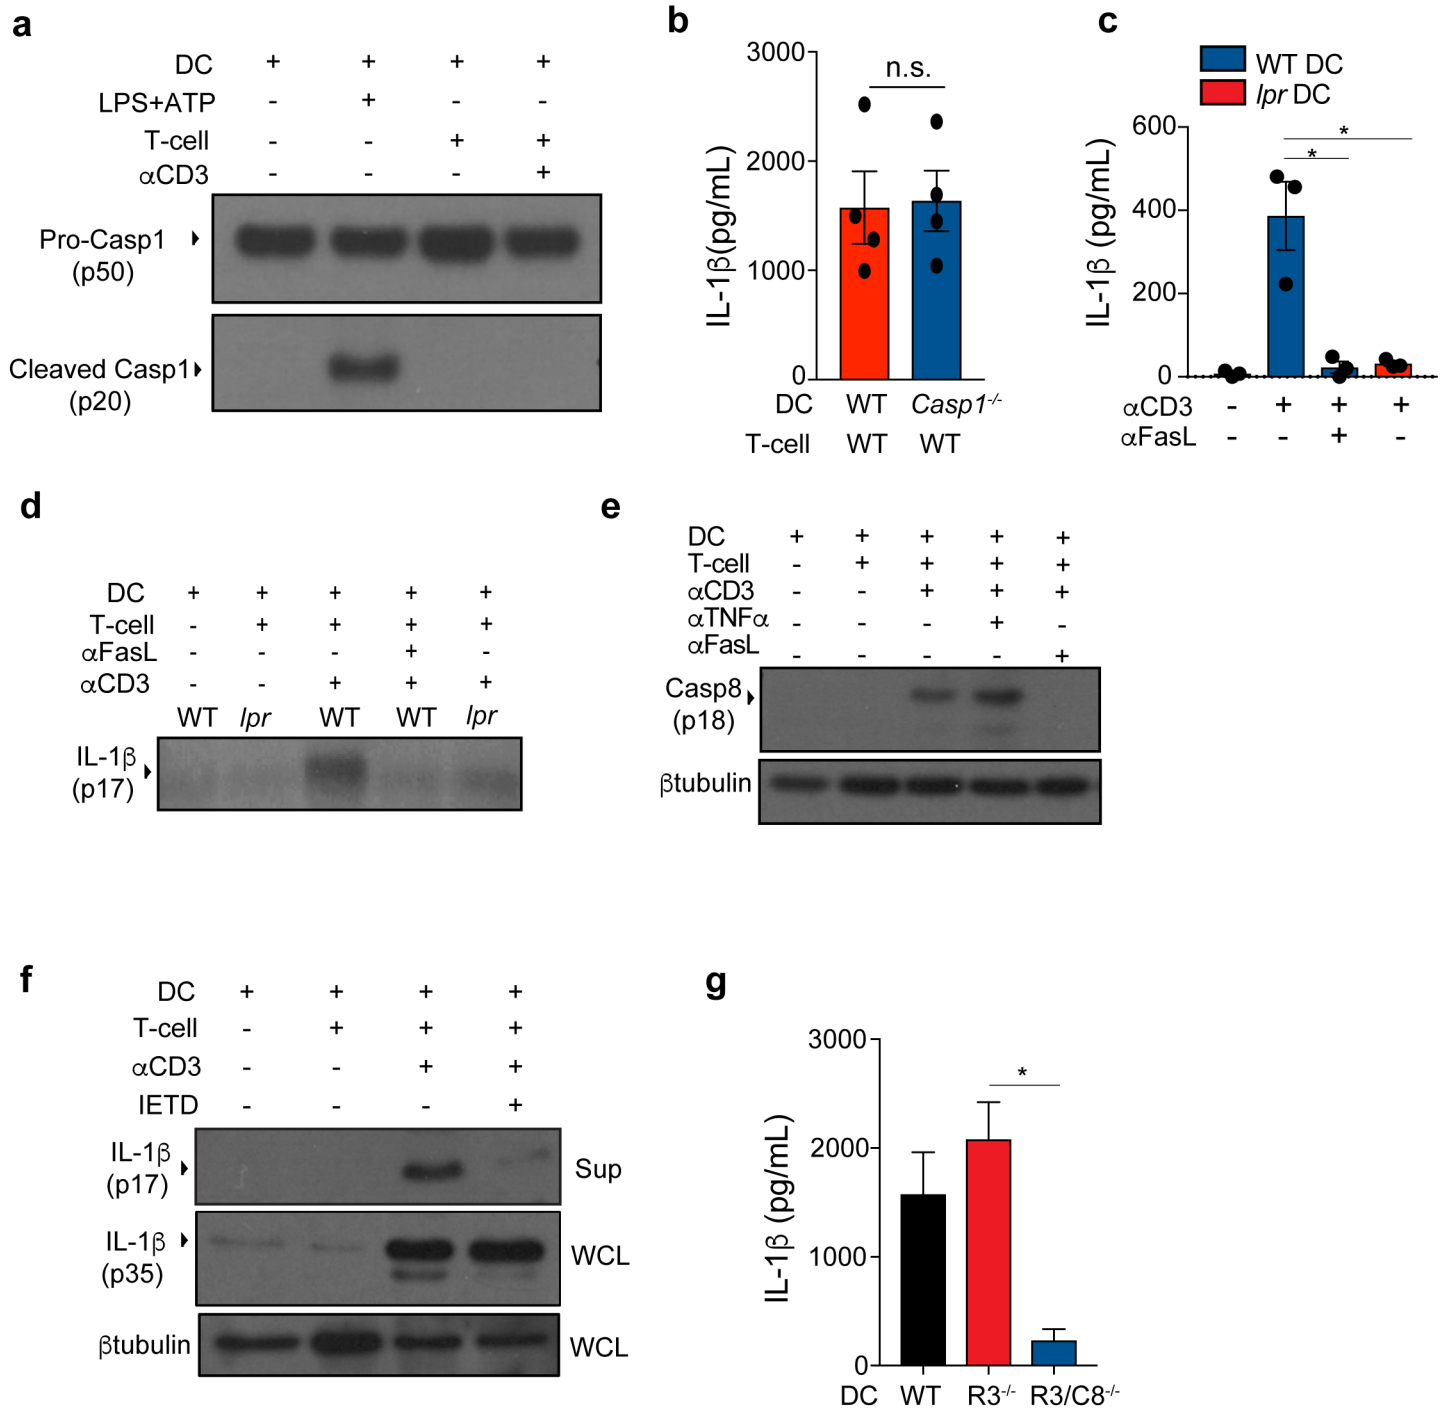 a
DC + + + +
LPS+ATP - + - -
T-cell - - + +
αCD3 - - - +
Pro-Casp1
(p50)
Cleaved Casp1
(p20)
b
3000
2000
1000
0
IL-1β(pg/mL)
n.s.
DC WT Casp1-/-
T-cell WT WT
c
WT DC
lpr DC
600
400
200
0
IL-1β (pg/mL)
*
*
αCD3 - + + +
αFasL - - + -
d
DC + + + + +
T-cell - + + + +
αFasL - - - + -
αCD3 - - + + +
WT lpr WT WT lpr
IL-1β
(p17)
e
DC + + + + +
T-cell - + + + +
αCD3 - - + + +
αTNFα - - - + -
αFasL - - - - +
Casp8
(p18)
βtubulin
f
DC + + + +
T-cell - + + +
αCD3 - - + +
IETD - - - +
IL-1β
(p17)
Sup
IL-1β
(p35)
WCL
βtubulin
WCL
g
3000
2000
1000
0
IL-1β (pg/mL)
*
DC WT R3-/- R3/C8-/-